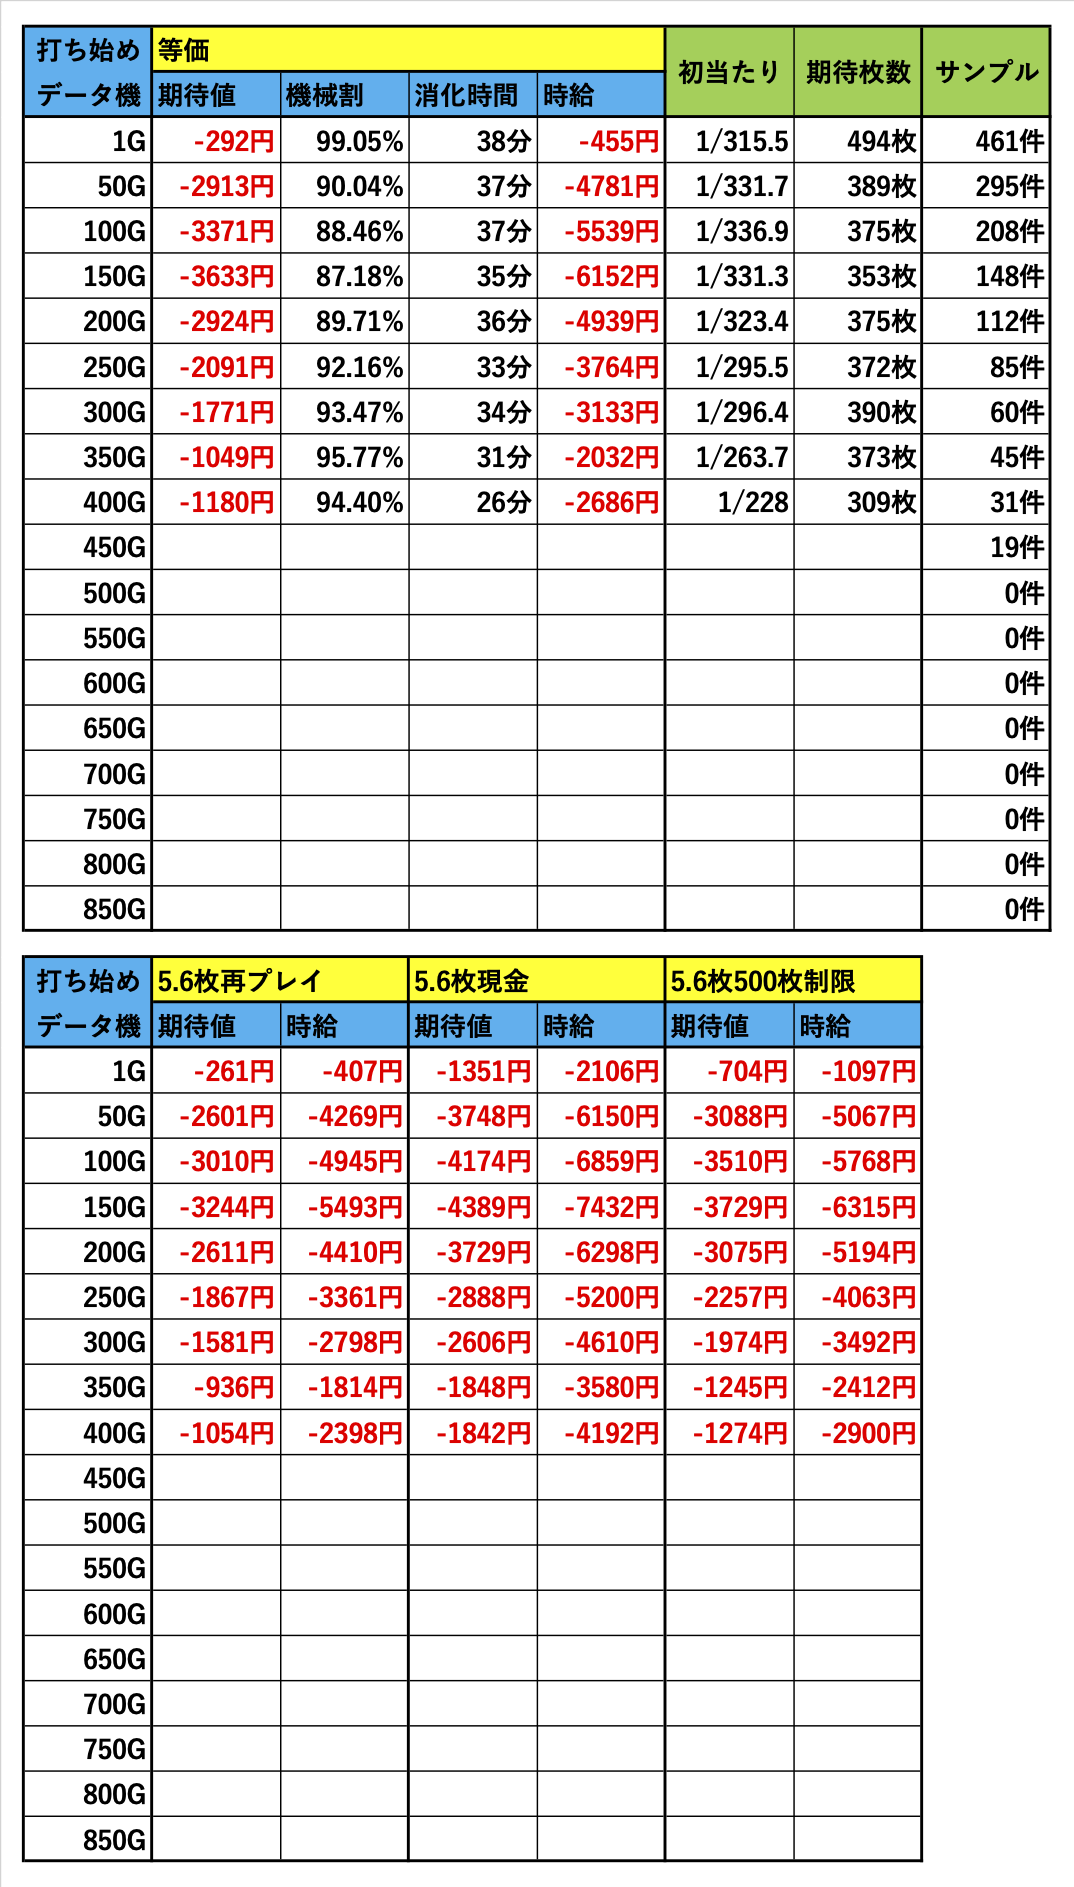 打ち始め 等価 初当たり 期待枚数 サンプル
データ機 期待値 機械割 消化時間 時給
1G -292円 99.05% 38分 -455円 1/315.5 494枚 461件
50G -2913円 90.04% 37分 -4781円 1/331.7 389枚 295件
100G -3371円 88.46% 37分 -5539円 1/336.9 375枚 208件
150G -3633円 87.18% 35分 -6152円 1/331.3 353枚 148件
200G -2924円 89.71% 36分 -4939円 1/323.4 375枚 112件
250G -2091円 92.16% 33分 -3764円 1/295.5 372枚 85件
300G -1771円 93.47% 34分 -3133円 1/296.4 390枚 60件
350G -1049円 95.77% 31分 -2032円 1/263.7 373枚 45件
400G -1180円 94.40% 26分 -2686円 1/228 309枚 31件
450G 19件
500G 0件
550G 0件
600G 0件
650G 0件
700G 0件
750G 0件
800G 0件
850G 0件
打ち始め 5.6枚再プレイ 5.6枚現金 5.6枚500枚制限
データ機 期待値 時給 期待値 時給 期待値 時給
1G -261円 -407円 -1351円 -2106円 -704円 -1097円
50G -2601円 -4269円 -3748円 -6150円 -3088円 -5067円
100G -3010円 -4945円 -4174円 -6859円 -3510円 -5768円
150G -3244円 -5493円 -4389円 -7432円 -3729円 -6315円
200G -2611円 -4410円 -3729円 -6298円 -3075円 -5194円
250G -1867円 -3361円 -2888円 -5200円 -2257円 -4063円
300G -1581円 -2798円 -2606円 -4610円 -1974円 -3492円
350G -936円 -1814円 -1848円 -3580円 -1245円 -2412円
400G -1054円 -2398円 -1842円 -4192円 -1274円 -2900円
450G
500G
550G
600G
650G
700G
750G
800G
850G